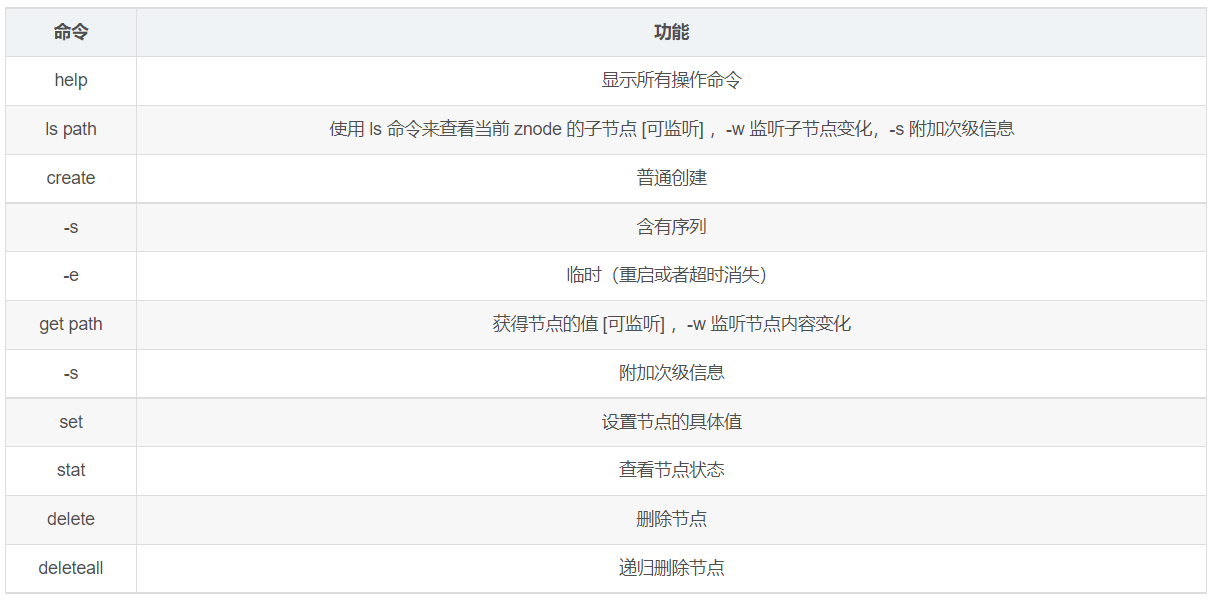 命令 功能
help 显示所有操作命令
ls path 使用 ls 命令来查看当前 znode 的子节点 [可监听] ，-w 监听子节点变化，-s 附加次级信息
create 普通创建
-s 含有序列
-e 临时（重启或者超时消失）
get path 获得节点的值 [可监听] ，-w 监听节点内容变化
-s 附加次级信息
set 设置节点的具体值
stat 查看节点状态
delete 删除节点
deleteall 递归删除节点